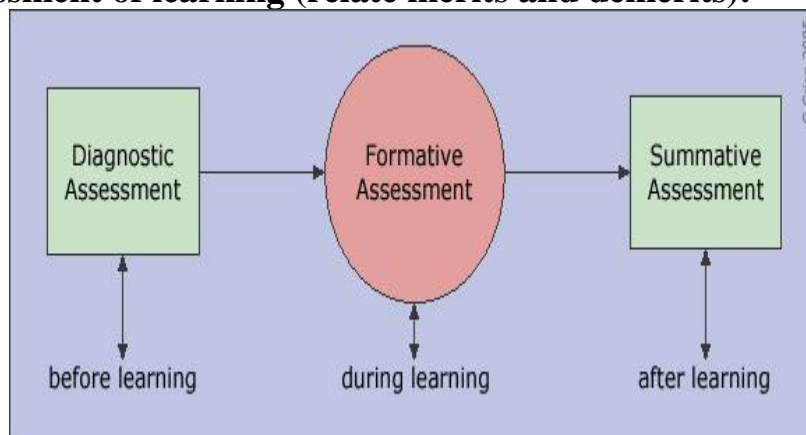 ssment of learning (relate merits and demerits).
Diagnostic
Assessment
Formative
Assessment
Summative
Assessment
before learning
during learning
after learning